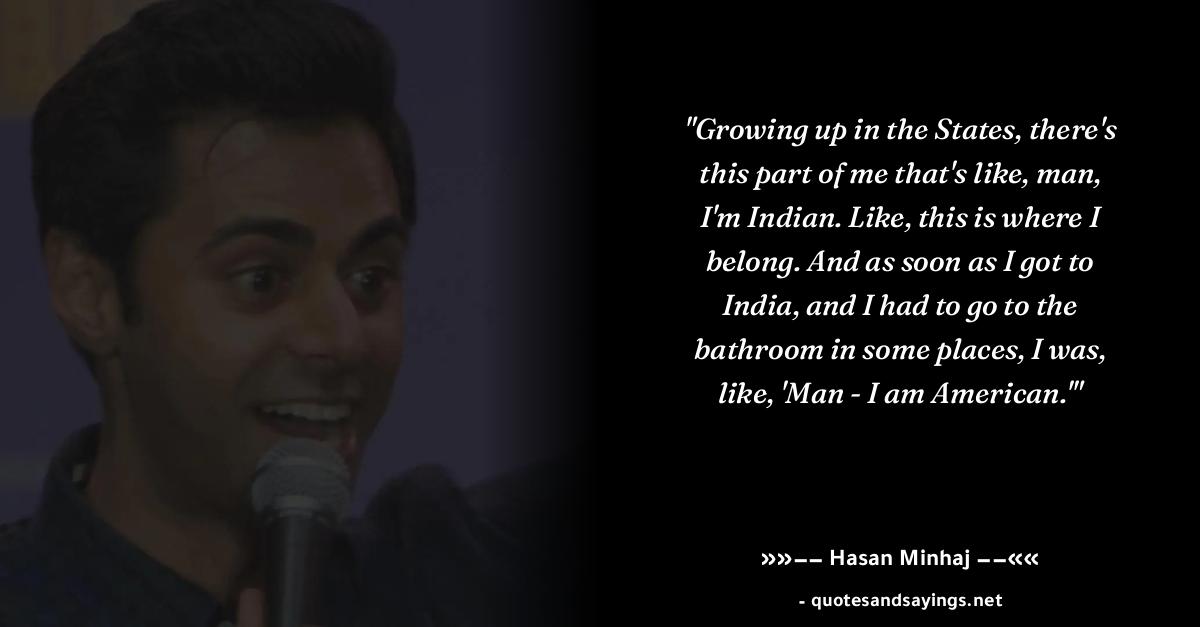 "Growing up in the States, there's
this part of me that's like, man,
I'm Indian. Like, this is where I
belong. And as soon as I got to
India, and I had to go to the
bathroom in some places, I was,
like, 'Man - I am American.'"
»»–– Hasan Minhaj ––««
- quotesandsayings.net